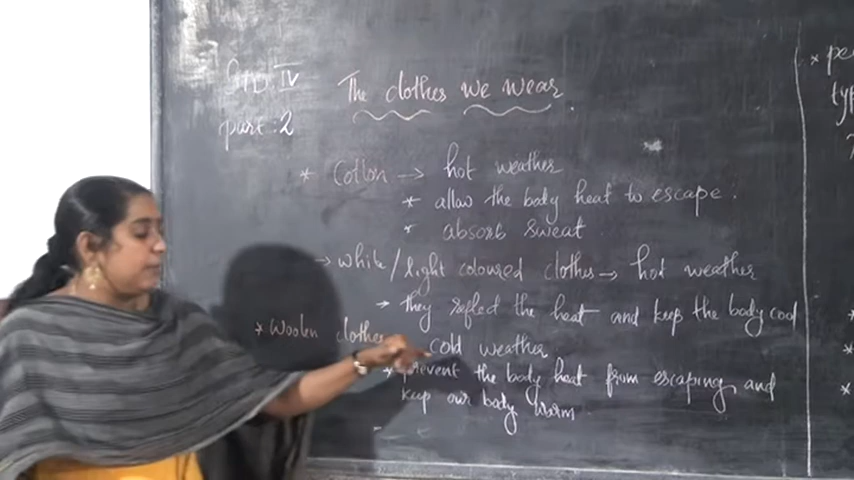 STD. IV
The clothes we wear.
part: 2
* Cotton → hot weather
* allow the body heat to escape.
* absorb sweat.
→ white/light coloured clothes → hot weather
→ they reflect the heat and keep the body cool
* Woolen clothes cold weather
* prevent the body heat from escaping, and
keep our body warm
*
*
*
*